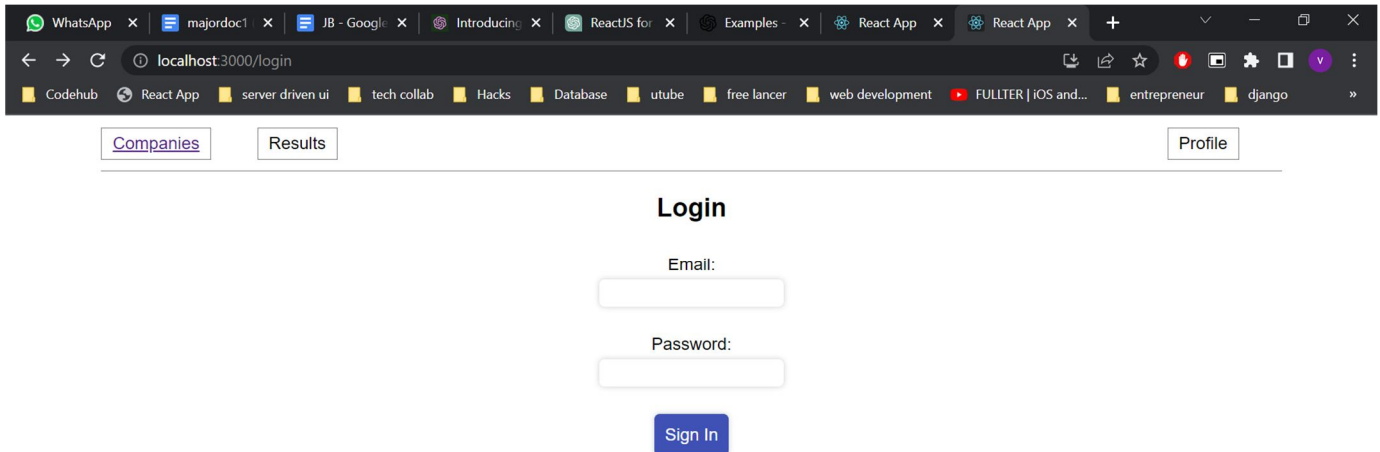 WhatsApp majordoc1 JB - Google Introducing ReactJS for Examples - React App React App
localhost:3000/login
Codehub React App server driven ui tech collab Hacks Database utube free lancer web development FULLTER | iOS and... entrepreneur django »
Companies Results Profile
Login
Email:
Password:
Sign In